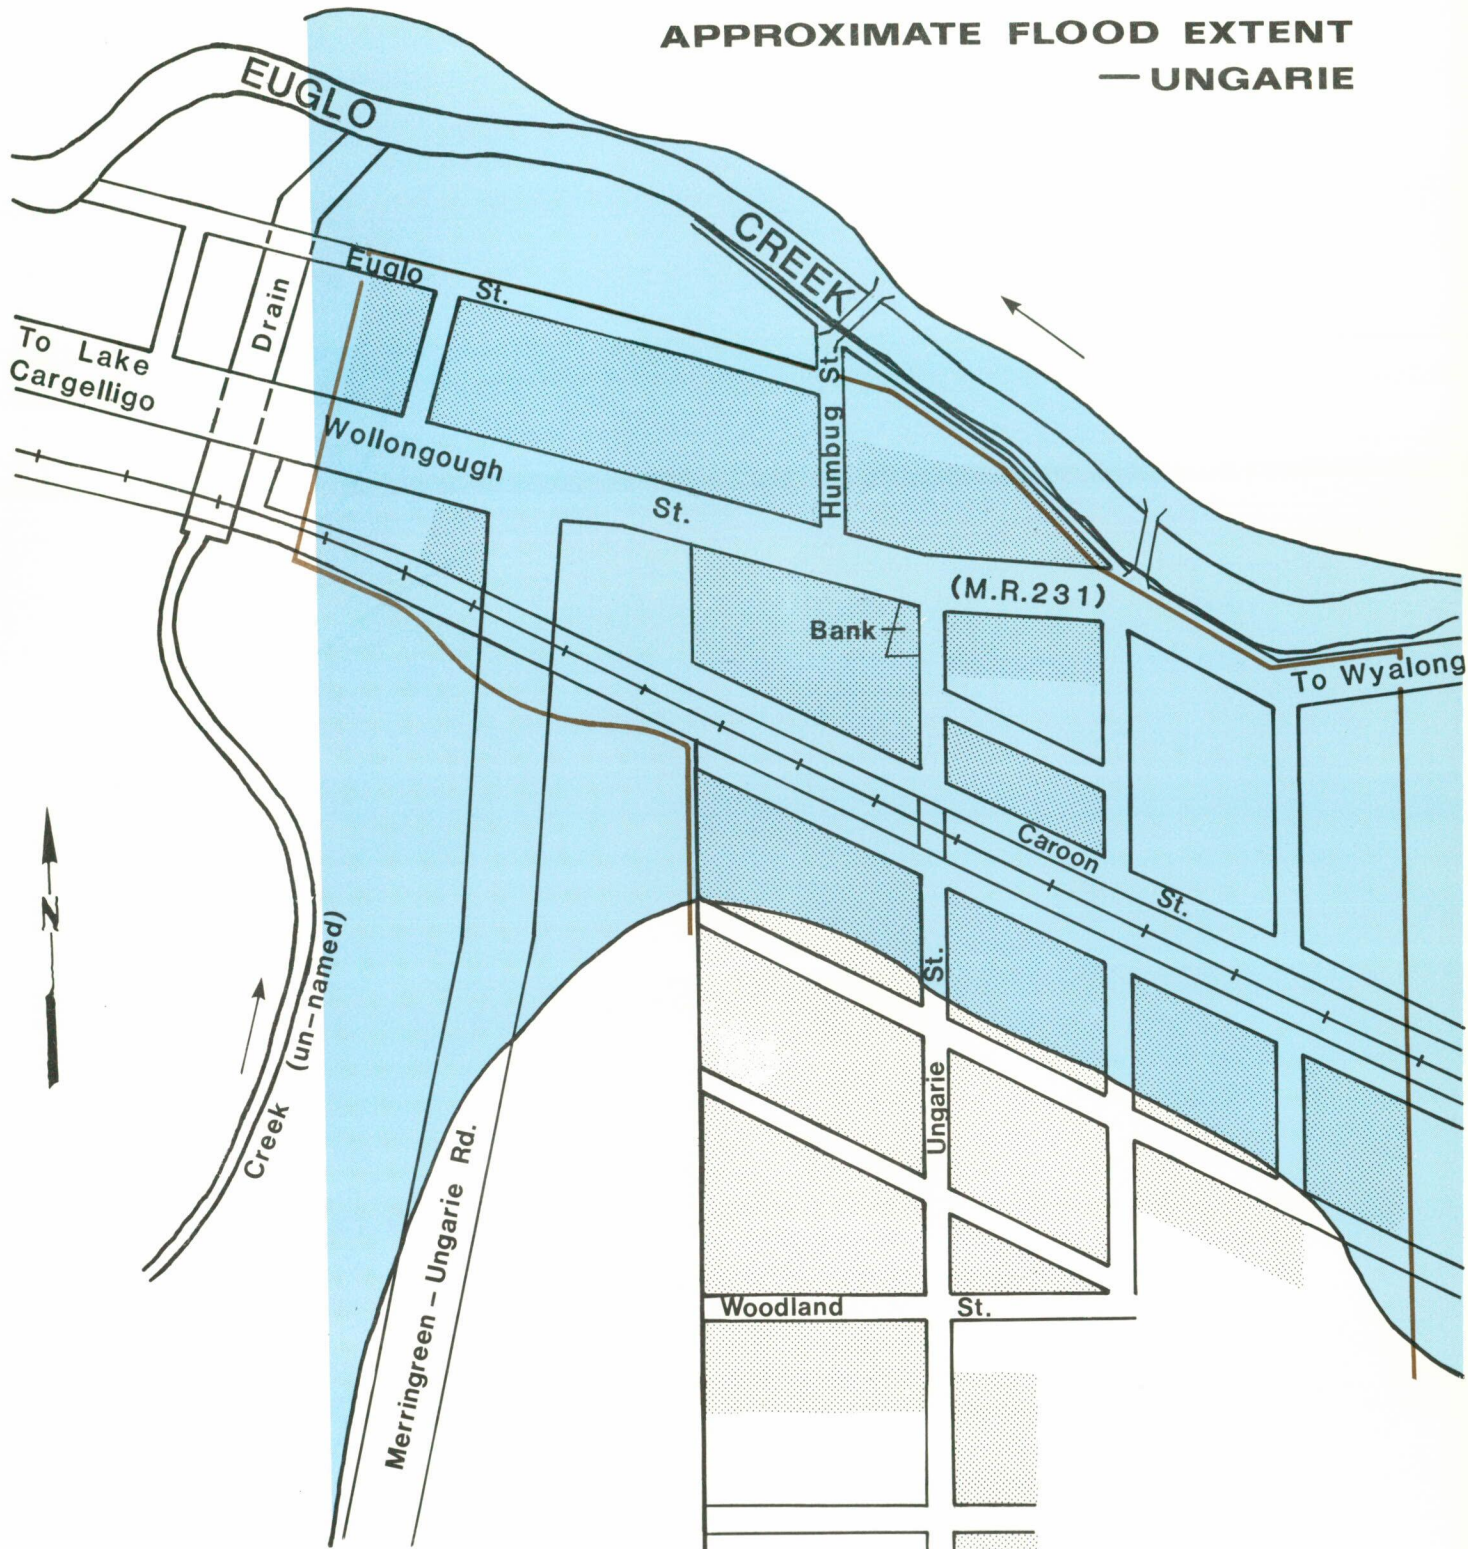 APPROXIMATE FLOOD EXTENT
— UNGARIE
EUGLO
CREEK
Euglo
St.
Drain
To Lake
Cargelligo
Humbug St.
Wollongough
St.
(M.R.231)
Bank
To Wyalong
Caroon
St.
N
Creek (un-named)
Ungarie
St.
Merringreen - Ungarie Rd.
Woodland
St.